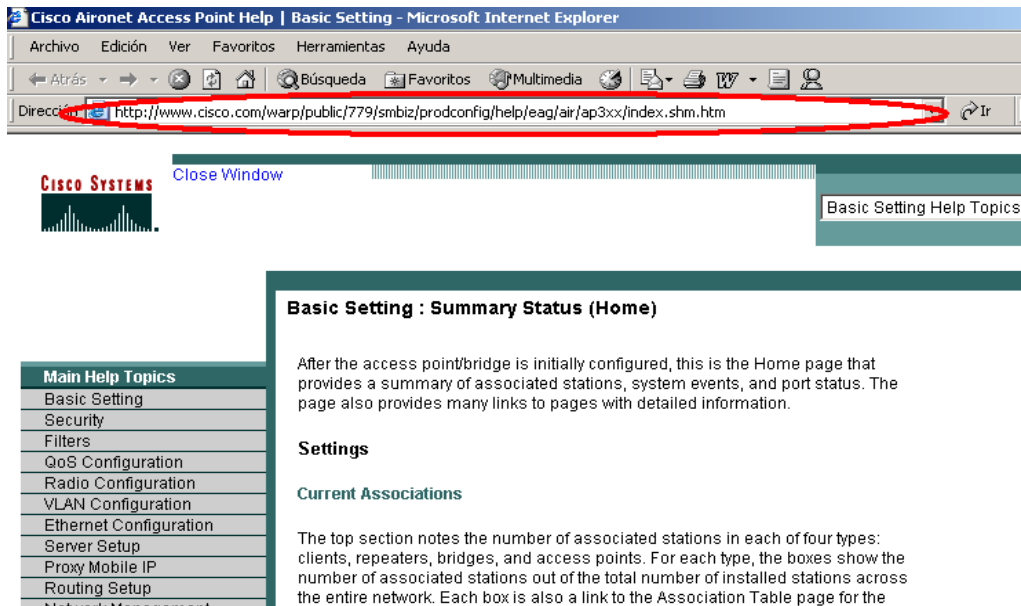 Cisco Aironet Access Point Help | Basic Setting - Microsoft Internet Explorer
Archivo Edición Ver Favoritos Herramientas Ayuda
Atrás Búsqueda Favoritos Multimedia
Dirección http://www.cisco.com/warp/public/779/smbiz/prodconfig/help/eag/air/ap3xx/index.shm.htm Ir
CISCO SYSTEMS
Close Window
Basic Setting Help Topics
Basic Setting : Summary Status (Home)
After the access point/bridge is initially configured, this is the Home page that
provides a summary of associated stations, system events, and port status. The
page also provides many links to pages with detailed information.
Settings
Current Associations
The top section notes the number of associated stations in each of four types:
clients, repeaters, bridges, and access points. For each type, the boxes show the
number of associated stations out of the total number of installed stations across
the entire network. Each box is also a link to the Association Table page for the
Main Help Topics
Basic Setting
Security
Filters
QoS Configuration
Radio Configuration
VLAN Configuration
Ethernet Configuration
Server Setup
Proxy Mobile IP
Routing Setup
Network Management